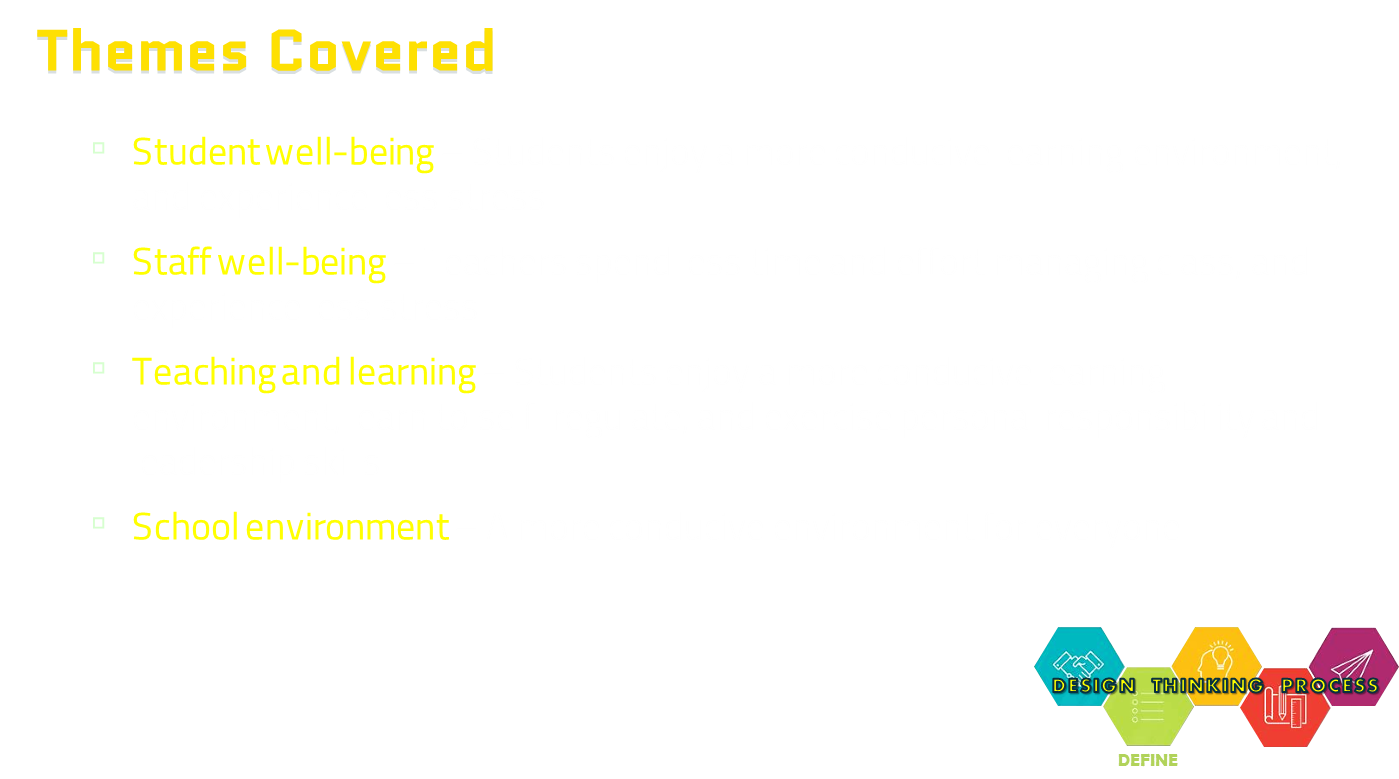 Themes Covered
Student well-being
Staff well-being
Teaching and learning
School environment
DESIGN THINKING PROCESS
DEFINE